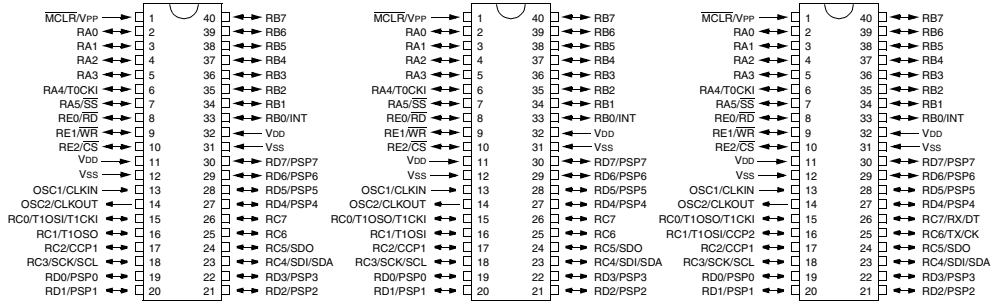 MCLR/VPP 1 40 RB7
RA0 2 39 RB6
RA1 3 38 RB5
RA2 4 37 RB4
RA3 5 36 RB3
RA4/T0CKI 6 35 RB2
RA5/SS 7 34 RB1
RE0/RD 8 33 RB0/INT
RE1/WR 9 32 VDD
RE2/CS 10 31 VSS
VDD 11 30 RD7/PSP7
VSS 12 29 RD6/PSP6
OSC1/CLKIN 13 28 RD5/PSP5
OSC2/CLKOUT 14 27 RD4/PSP4
RC0/T1OSI/T1CKI 15 26 RC7
RC1/T1OSO 16 25 RC6
RC2/CCP1 17 24 RC5/SDO
RC3/SCK/SCL 18 23 RC4/SDI/SDA
RD0/PSP0 19 22 RD3/PSP3
RD1/PSP1 20 21 RD2/PSP2
MCLR/VPP 1 40 RB7
RA0 2 39 RB6
RA1 3 38 RB5
RA2 4 37 RB4
RA3 5 36 RB3
RA4/T0CKI 6 35 RB2
RA5/SS 7 34 RB1
RE0/RD 8 33 RB0/INT
RE1/WR 9 32 VDD
RE2/CS 10 31 VSS
VDD 11 30 RD7/PSP7
VSS 12 29 RD6/PSP6
OSC1/CLKIN 13 28 RD5/PSP5
OSC2/CLKOUT 14 27 RD4/PSP4
RC0/T1OSO/T1CKI 15 26 RC7
RC1/T1OSI 16 25 RC6
RC2/CCP1 17 24 RC5/SDO
RC3/SCK/SCL 18 23 RC4/SDI/SDA
RD0/PSP0 19 22 RD3/PSP3
RD1/PSP1 20 21 RD2/PSP2
MCLR/VPP 1 40 RB7
RA0 2 39 RB6
RA1 3 38 RB5
RA2 4 37 RB4
RA3 5 36 RB3
RA4/T0CKI 6 35 RB2
RA5/SS 7 34 RB1
RE0/RD 8 33 RB0/INT
RE1/WR 9 32 VDD
RE2/CS 10 31 VSS
VDD 11 30 RD7/PSP7
VSS 12 29 RD6/PSP6
OSC1/CLKIN 13 28 RD5/PSP5
OSC2/CLKOUT 14 27 RD4/PSP4
RC0/T1OSO/T1CKI 15 26 RC7/RX/DT
RC1/T1OSI/CCP2 16 25 RC6/TX/CK
RC2/CCP1 17 24 RC5/SDO
RC3/SCK/SCL 18 23 RC4/SDI/SDA
RD0/PSP0 19 22 RD3/PSP3
RD1/PSP1 20 21 RD2/PSP2